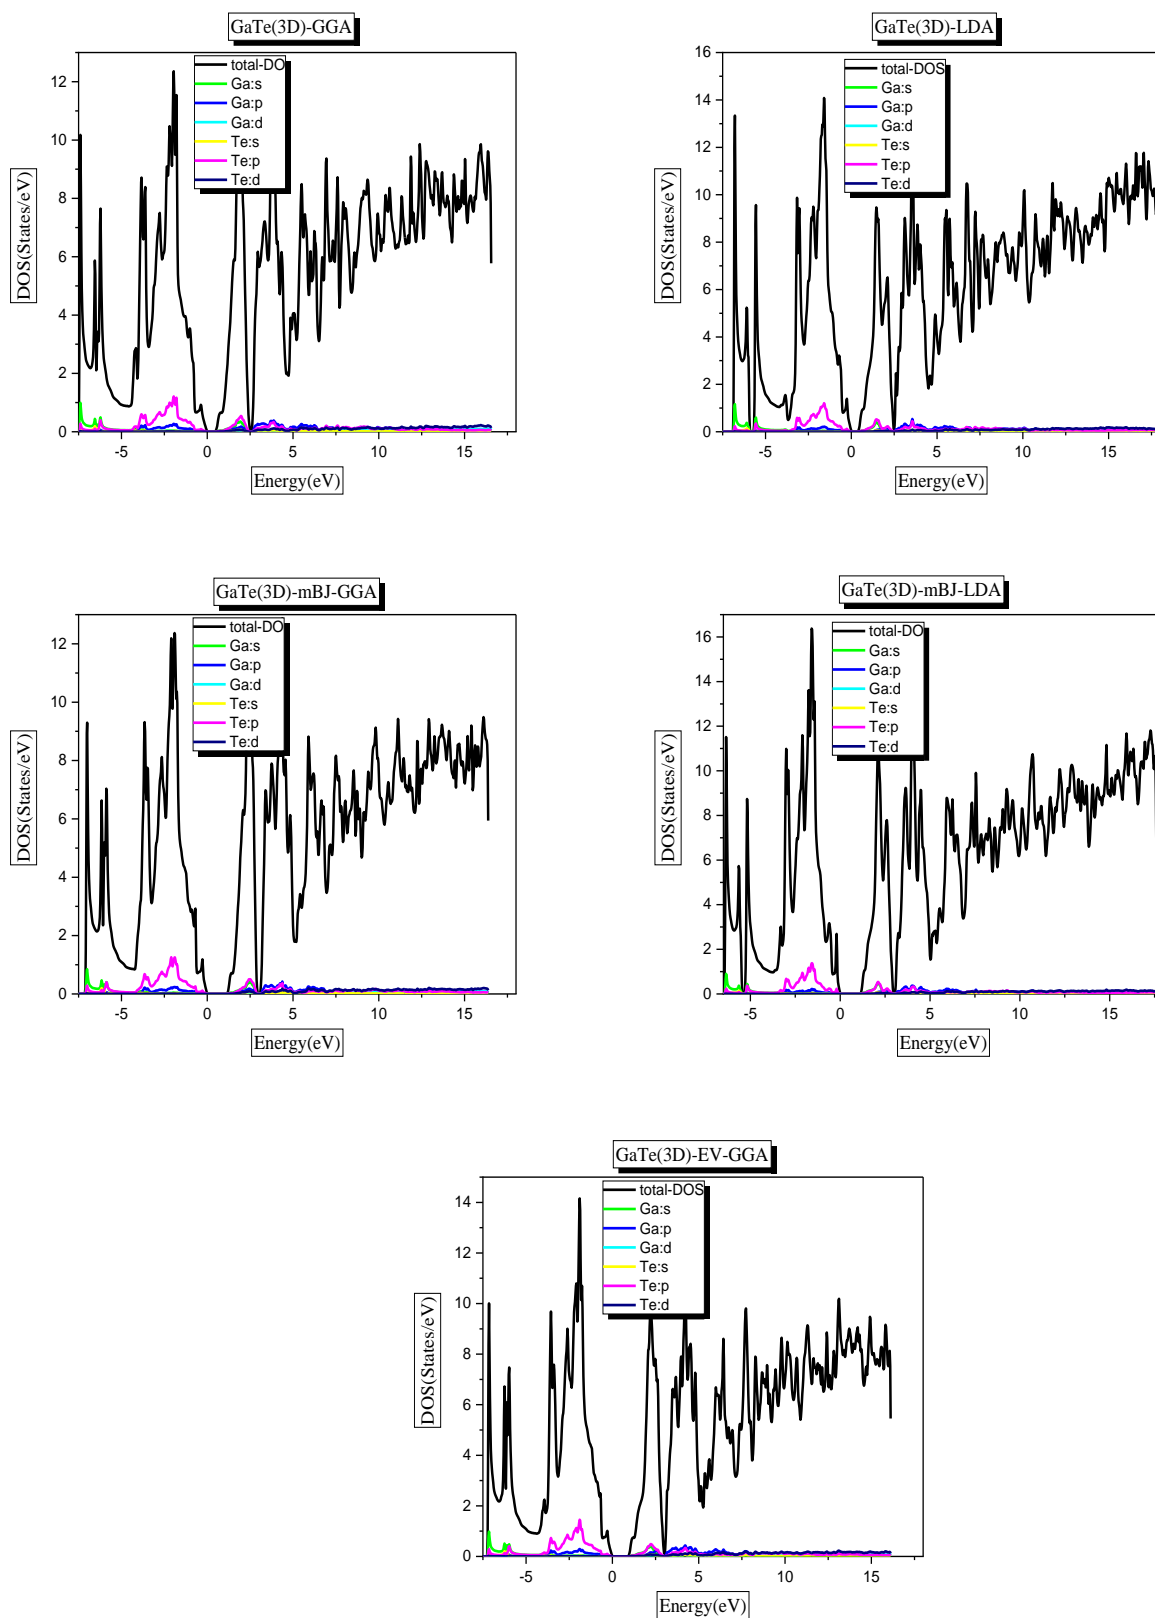 GaTe(3D)-GGA
total-DO
Ga:s
Ga:p
Ga:d
Te:s
Te:p
Te:d
DOS(States/eV)
12
10
8
6
4
2
0
-5 0 5 10 15
Energy(eV)
GaTe(3D)-LDA
total-DOS
Ga:s
Ga:p
Ga:d
Te:s
Te:p
Te:d
DOS(States/eV)
16
14
12
10
8
6
4
2
0
-5 0 5 10 15
Energy(eV)
GaTe(3D)-mBJ-GGA
total-DO
Ga:s
Ga:p
Ga:d
Te:s
Te:p
Te:d
DOS(States/eV)
12
10
8
6
4
2
0
-5 0 5 10 15
Energy(eV)
GaTe(3D)-mBJ-LDA
total-DO
Ga:s
Ga:p
Ga:d
Te:s
Te:p
Te:d
DOS(States/eV)
16
14
12
10
8
6
4
2
0
-5 0 5 10 15
Energy(eV)
GaTe(3D)-EV-GGA
total-DOS
Ga:s
Ga:p
Ga:d
Te:s
Te:p
Te:d
DOS(States/eV)
14
12
10
8
6
4
2
0
-5 0 5 10 15
Energy(eV)